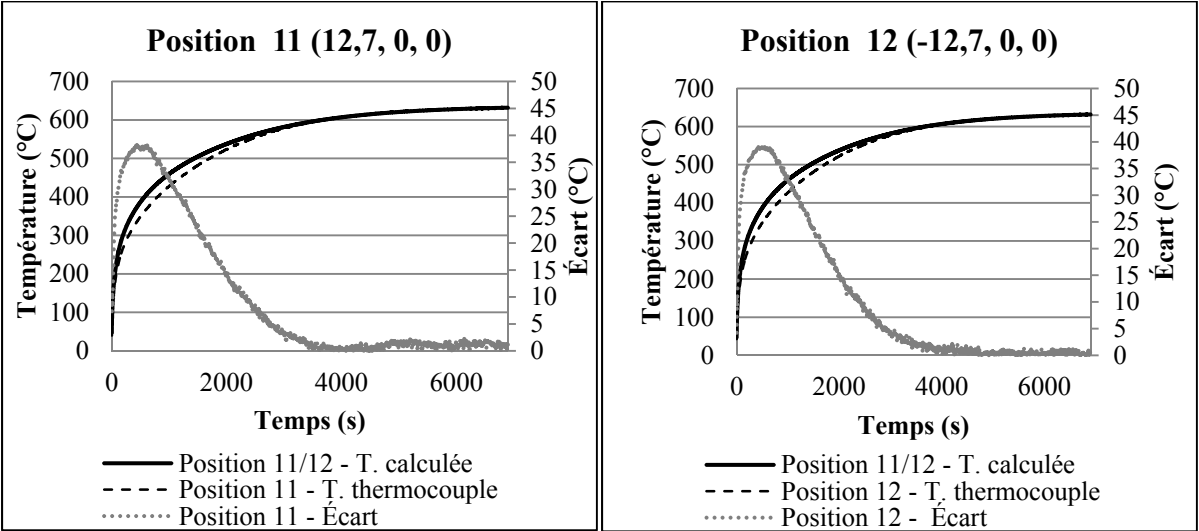 Position 11 (12,7, 0, 0)
700
600
500
400
300
200
100
0
Température (°C)
50
45
40
35
30
25
20
15
10
5
0
Écart (°C)
0 2000 4000 6000
Temps (s)
Position 11/12 - T. calculée
Position 11 - T. thermocouple
Position 11 - Écart
Position 12 (-12,7, 0, 0)
700
600
500
400
300
200
100
0
Température (°C)
50
45
40
35
30
25
20
15
10
5
0
Écart (°C)
0 2000 4000 6000
Temps (s)
Position 11/12 - T. calculée
Position 12 - T. thermocouple
Position 12 - Écart